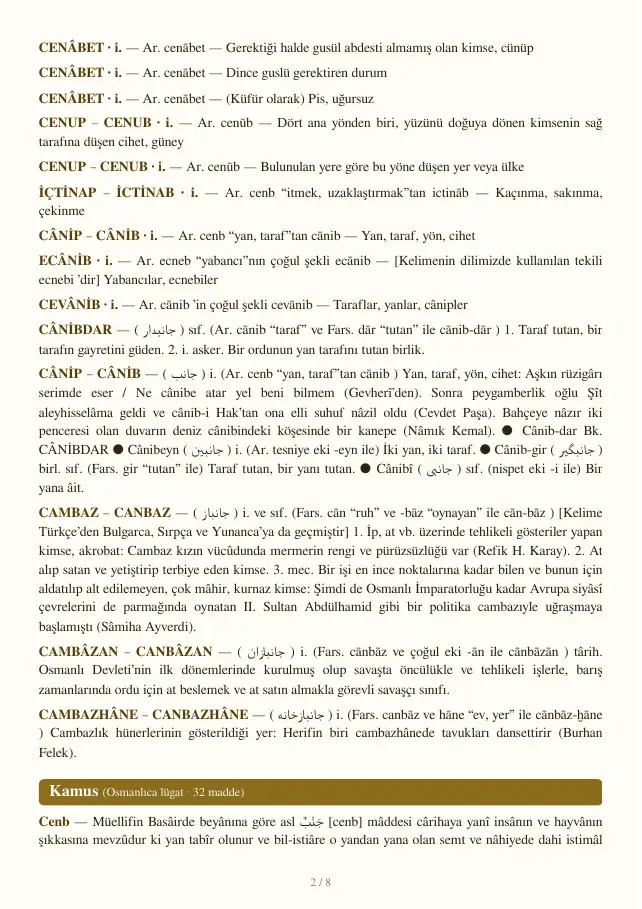 CENÂBET · i. — Ar. cenābet — Gerektiği halde gusül abdesti almamış olan kimse, cünüp
CENÂBET · i. — Ar. cenābet — Dince guslü gerektiren durum
CENÂBET · i. — Ar. cenābet — (Küfür olarak) Pis, uğursuz
CENUP – CENUB · i. — Ar. cenūb — Dört ana yönden biri, yüzünü doğuya dönen kimsenin sağ
tarafına düşen cihet, güney
CENUP – CENUB · i. — Ar. cenūb — Bulunulan yere göre bu yöne düşen yer veya ülke
İÇTİNAP – İCTİNAB · i. — Ar. cenb “itmek, uzaklaştırmak”tan ictināb — Kaçınma, sakınma,
çekinme
CÂNİP – CÂNİB · i. — Ar. cenb “yan, taraf”tan cānib — Yan, taraf, yön, cihet
ECÂNİB · i. — Ar. ecneb “yabancı”nın çoğul şekli ecānib — [Kelimenin dilimizde kullanılan tekili
ecnebi ’dir] Yabancılar, ecnebiler
CEVÂNİB · i. — Ar. cānib ’in çoğul şekli cevānib — Taraflar, yanlar, cânipler
CÂNİBDAR — ( جانبدار ) sıf. (Ar. cānib “taraf” ve Fars. dār “tutan” ile cānib-dār ) 1. Taraf tutan, bir
tarafın gayretini güden. 2. i. asker. Bir ordunun yan tarafını tutan birlik.
CÂNİP – CÂNİB — ( جانب ) i. (Ar. cenb “yan, taraf”tan cānib ) Yan, taraf, yön, cihet: Aşkın rüzigârı
serimde eser / Ne cânibe atar yel beni bilmem (Gevherî’den). Sonra peygamberlik oğlu Şît
aleyhisselâma geldi ve cânib-i Hak’tan ona elli suhuf nâzil oldu (Cevdet Paşa). Bahçeye nâzır iki
penceresi olan duvarın deniz cânibindeki köşesinde bir kanepe (Nâmık Kemal). ● Cânib-dar Bk.
CÂNİBDAR ● Cânibeyn ( جانبين ) i. (Ar. tesniye eki -eyn ile) İki yan, iki taraf. ● Cânib-gir ( جانبگير )
birl. sıf. (Fars. gir “tutan” ile) Taraf tutan, bir yanı tutan. ● Cânibî ( جانبى ) sıf. (nispet eki -i ile) Bir
yana âit.
CAMBAZ – CANBAZ — ( جانباز ) i. ve sıf. (Fars. cān “ruh” ve -bāz “oynayan” ile cān-bāz ) [Kelime
Türkçe’den Bulgarca, Sırpça ve Yunanca’ya da geçmiştir] 1. İp, at vb. üzerinde tehlikeli gösteriler yapan
kimse, akrobat: Cambaz kızın vücûdunda mermerin rengi ve pürüzsüzlüğü var (Refik H. Karay). 2. At
alıp satan ve yetiştirip terbiye eden kimse. 3. mec. Bir işi en ince noktalarına kadar bilen ve bunun için
aldatılıp alt edilemeyen, çok mâhir, kurnaz kimse: Şimdi de Osmanlı İmparatorluğu kadar Avrupa siyâsî
çevrelerini de parmağında oynatan II. Sultan Abdülhamid gibi bir politika cambazıyle uğraşmaya
başlamıştı (Sâmiha Ayverdi).
CAMBÂZAN – CANBÂZAN — ( جانبازان ) i. (Fars. cānbāz ve çoğul eki -ān ile cānbāzān ) târih.
Osmanlı Devleti’nin ilk dönemlerinde kurulmuş olup savaşta öncülükle ve tehlikeli işlerle, barış
zamanlarında ordu için at beslemek ve at satın almakla görevli savaşçı sınıfı.
CAMBAZHÂNE – CANBAZHÂNE — ( جانبازخانه ) i. (Fars. canbāz ve hāne “ev, yer” ile cānbāz-ḫāne
) Cambazlık hünerlerinin gösterildiği yer: Herifin biri cambazhânede tavukları dansettirir (Burhan
Felek).
Kamus (Osmanlıca lügat · 32 madde)
Cenb — Müellifin Basâirde beyânına göre asl جَنْبٌ [cenb] mâddesi cârihaya yanî insânın ve hayvânın
şıkkasına mevzûdur ki yan tabîr olunur ve bil-istiâre o yandan yana olan semt ve nâhiyede dahi istimâl
2 / 8